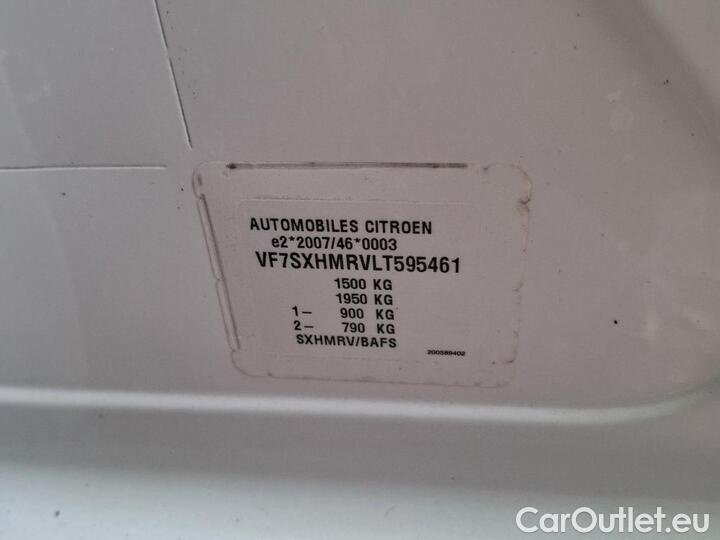 AUTOMOBILES CITROEN
e2*2007/46*0003
VF7SXHMRVLT595461
1500 KG
1950 KG
1– 900 KG
2– 790 KG
SXHMRV/BAFS
200589402
CarOutlet.eu